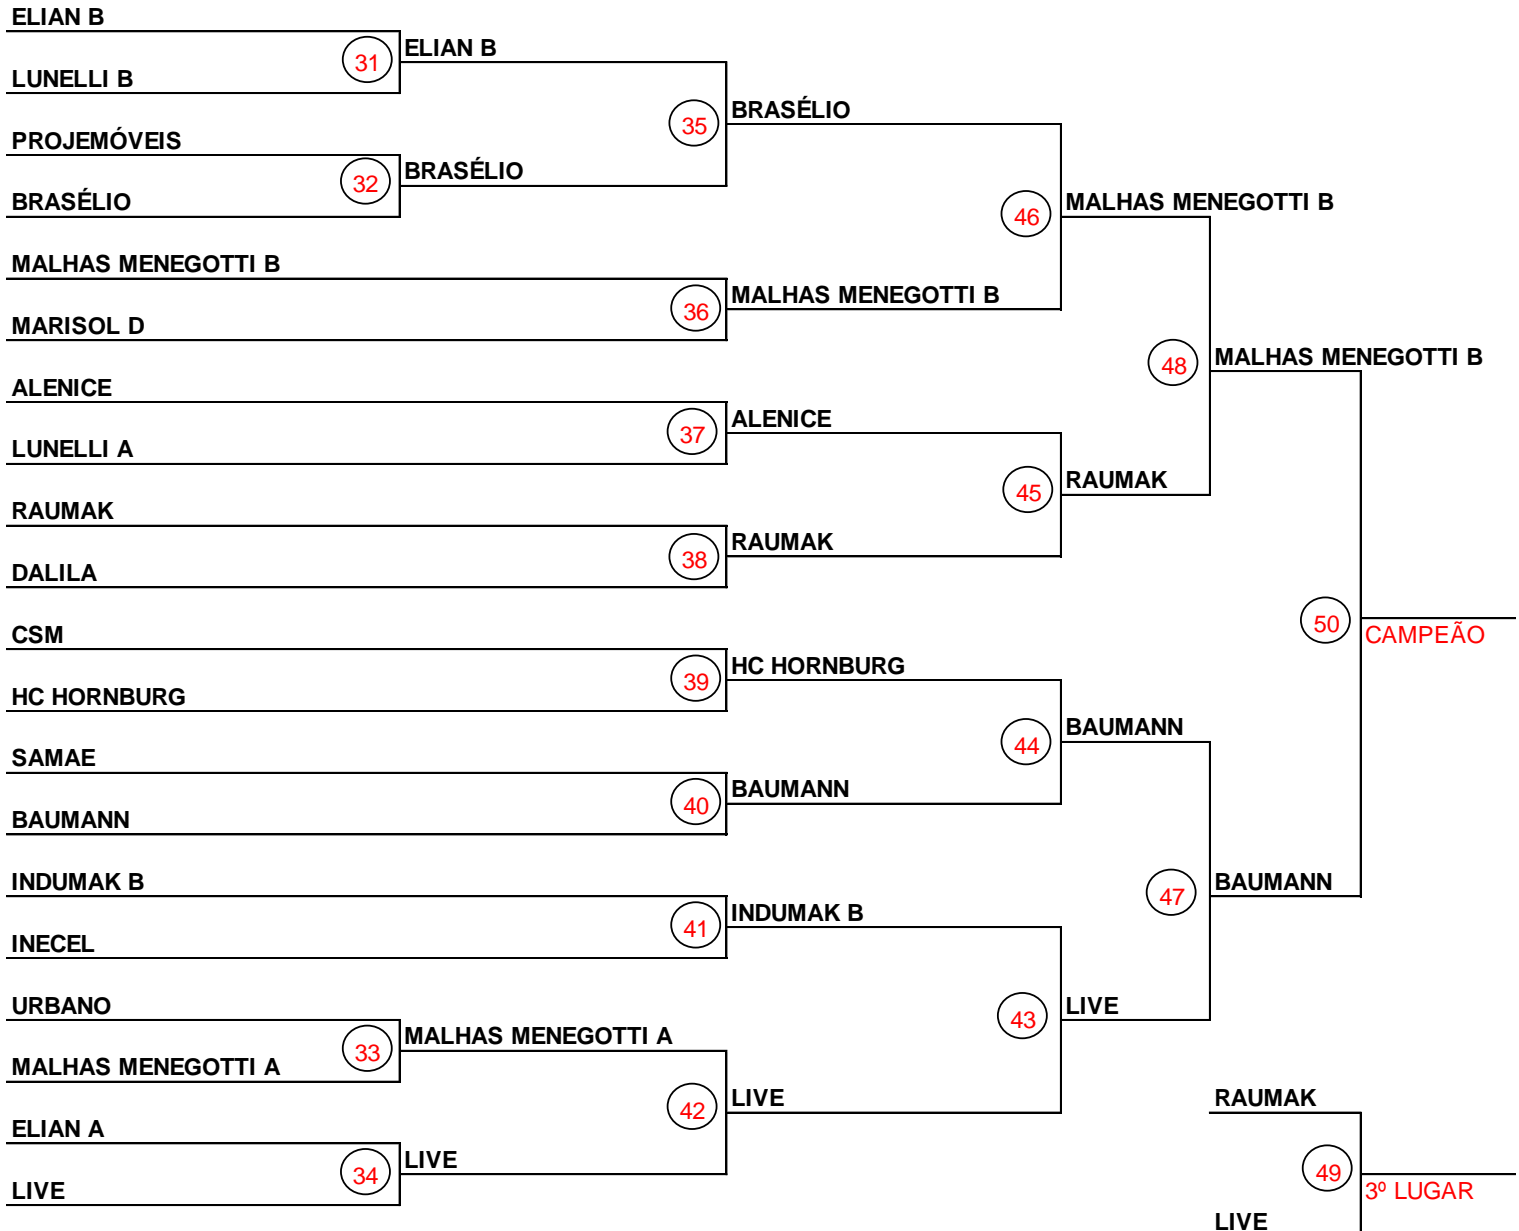 ELIAN B
31
ELIAN B
LUNELLI B
35
BRASÉLIO
PROJEMÓVEIS
32
BRASÉLIO
BRASÉLIO
46
MALHAS MENEGOTTI B
MALHAS MENEGOTTI B
36
MALHAS MENEGOTTI B
MARISOL D
48
MALHAS MENEGOTTI B
ALENICE
37
ALENICE
LUNELLI A
45
RAUMAK
RAUMAK
38
RAUMAK
DALILA
50
CAMPEÃO
CSM
39
HC HORNBURG
HC HORNBURG
44
BAUMANN
SAMAE
40
BAUMANN
BAUMANN
47
BAUMANN
INDUMAK B
41
INDUMAK B
INECEL
43
LIVE
URBANO
33
MALHAS MENEGOTTI A
MALHAS MENEGOTTI A
42
LIVE
ELIAN A
34
LIVE
LIVE
RAUMAK
49
3º LUGAR
LIVE